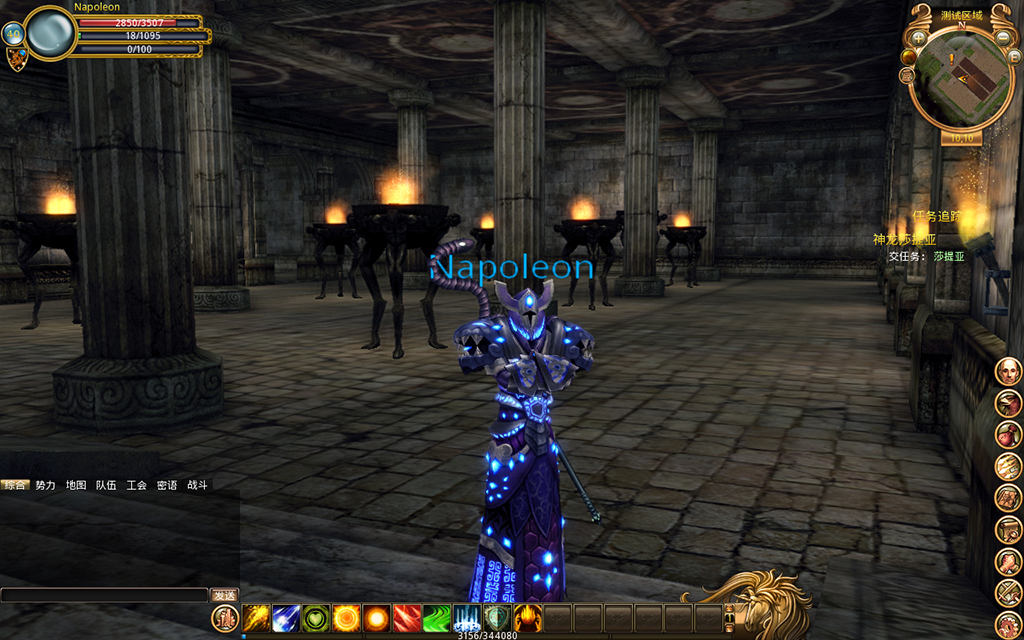 Napoleon
40
2850/3507
18/1095
0/100
测试区域
N
10,10
任务追踪
神龙莎提亚
交任务：莎提亚
Napoleon
综合 势力 地图 队伍 工会 密语 战斗
发送
3156/344080